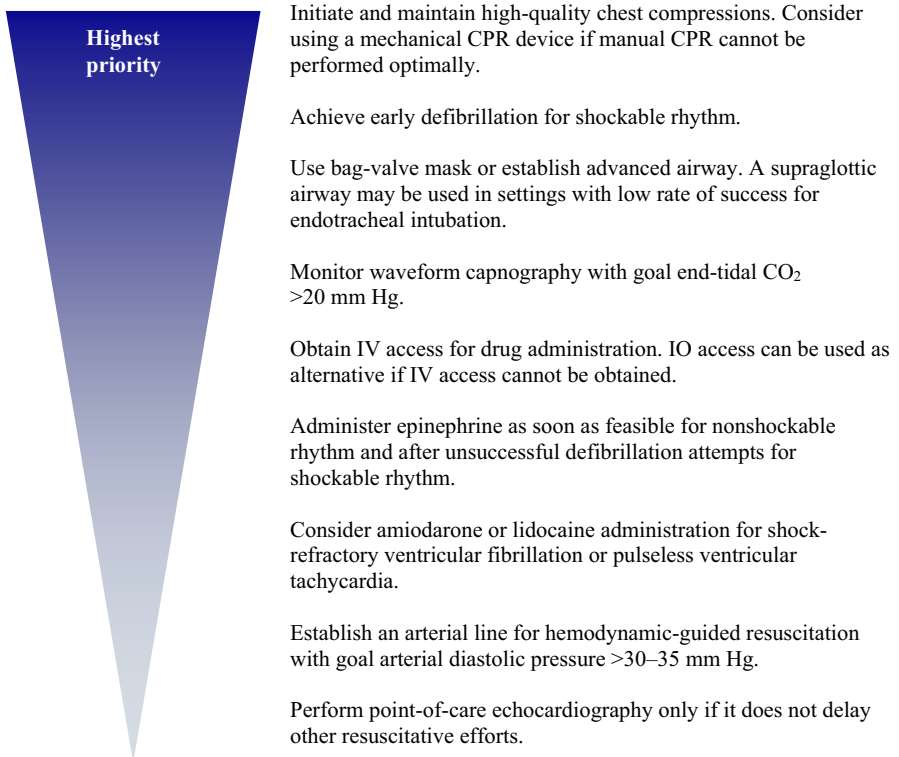 Highest
priority
Initiate and maintain high-quality chest compressions. Consider
using a mechanical CPR device if manual CPR cannot be
performed optimally.
Achieve early defibrillation for shockable rhythm.
Use bag-valve mask or establish advanced airway. A supraglottic
airway may be used in settings with low rate of success for
endotracheal intubation.
Monitor waveform capnography with goal end-tidal CO₂
>20 mm Hg.
Obtain IV access for drug administration. IO access can be used as
alternative if IV access cannot be obtained.
Administer epinephrine as soon as feasible for nonshockable
rhythm and after unsuccessful defibrillation attempts for
shockable rhythm.
Consider amiodarone or lidocaine administration for shock-
refractory ventricular fibrillation or pulseless ventricular
tachycardia.
Establish an arterial line for hemodynamic-guided resuscitation
with goal arterial diastolic pressure >30–35 mm Hg.
Perform point-of-care echocardiography only if it does not delay
other resuscitative efforts.